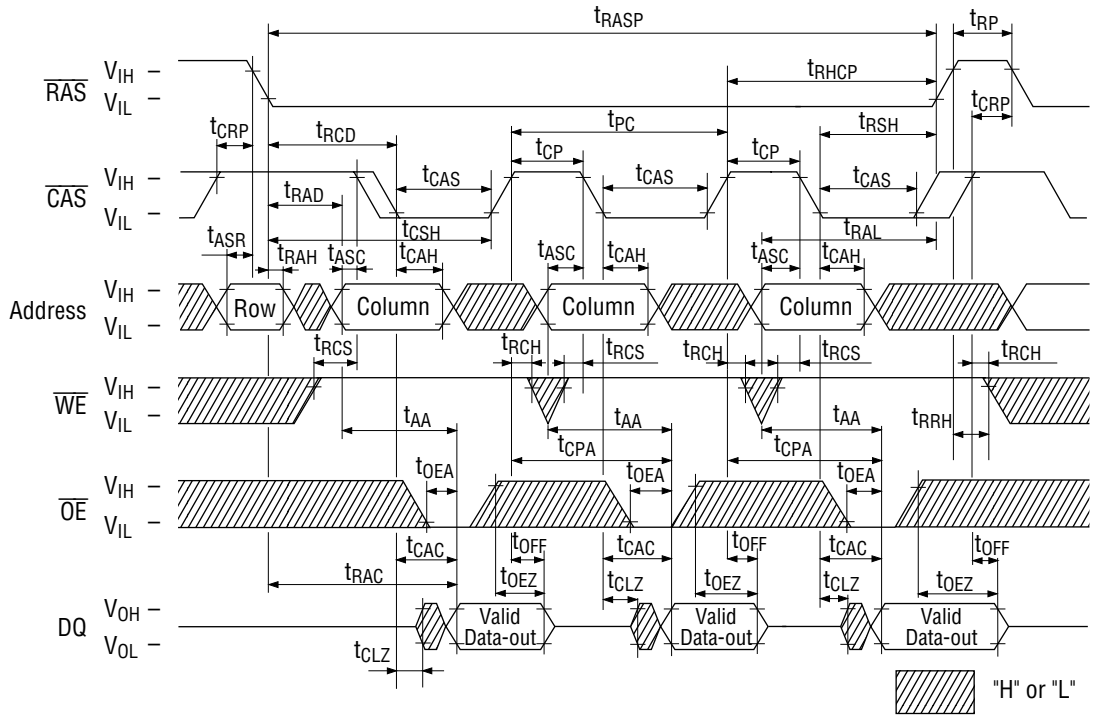 tRASP
tRP
tRHCP
RAS
VIH
VIL
tCRP
tRCD
tPC
tRSH
tCRP
tCP
tCP
CAS
VIH
VIL
tRAD
tCAS
tCAS
tCAS
tCSH
tRAL
tASR
tRAH
tASC
tCAH
tASC
tCAH
tASC
tCAH
Address
VIH
VIL
Row
Column
Column
Column
tRCS
tRCH
tRCS
tRCH
tRCS
tRCH
WE
VIH
VIL
tAA
tAA
tAA
tRRH
tCPA
tCPA
tOEA
tOEA
tOEA
OE
VIH
VIL
tCAC
tOFF
tCAC
tOFF
tCAC
tOFF
tRAC
tOEZ
tCLZ
tOEZ
tCLZ
tOEZ
DQ
VOH
VOL
Valid
Data-out
Valid
Data-out
Valid
Data-out
tCLZ
"H" or "L"